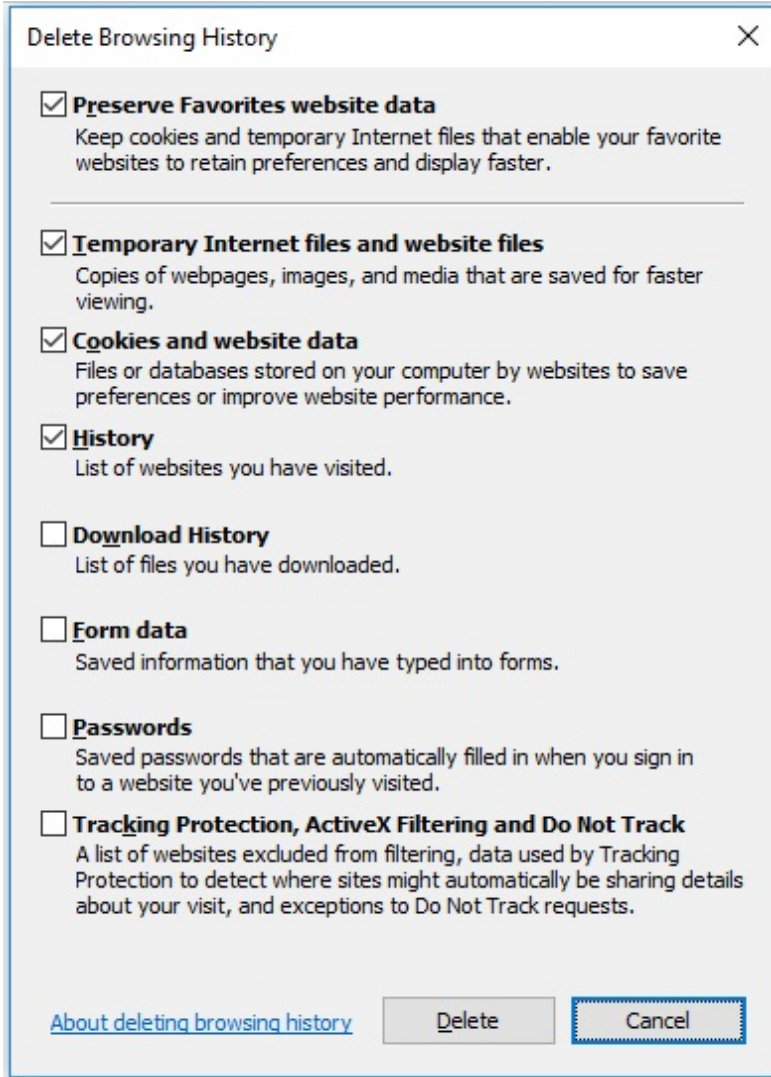 Delete Browsing History
Preserve Favorites website data
Keep cookies and temporary Internet files that enable your favorite
websites to retain preferences and display faster.
Temporary Internet files and website files
Copies of webpages, images, and media that are saved for faster
viewing.
Cookies and website data
Files or databases stored on your computer by websites to save
preferences or improve website performance.
History
List of websites you have visited.
Download History
List of files you have downloaded.
Form data
Saved information that you have typed into forms.
Passwords
Saved passwords that are automatically filled in when you sign in
to a website you've previously visited.
Tracking Protection, ActiveX Filtering and Do Not Track
A list of websites excluded from filtering, data used by Tracking
Protection to detect where sites might automatically be sharing details
about your visit, and exceptions to Do Not Track requests.
About deleting browsing history Delete Cancel